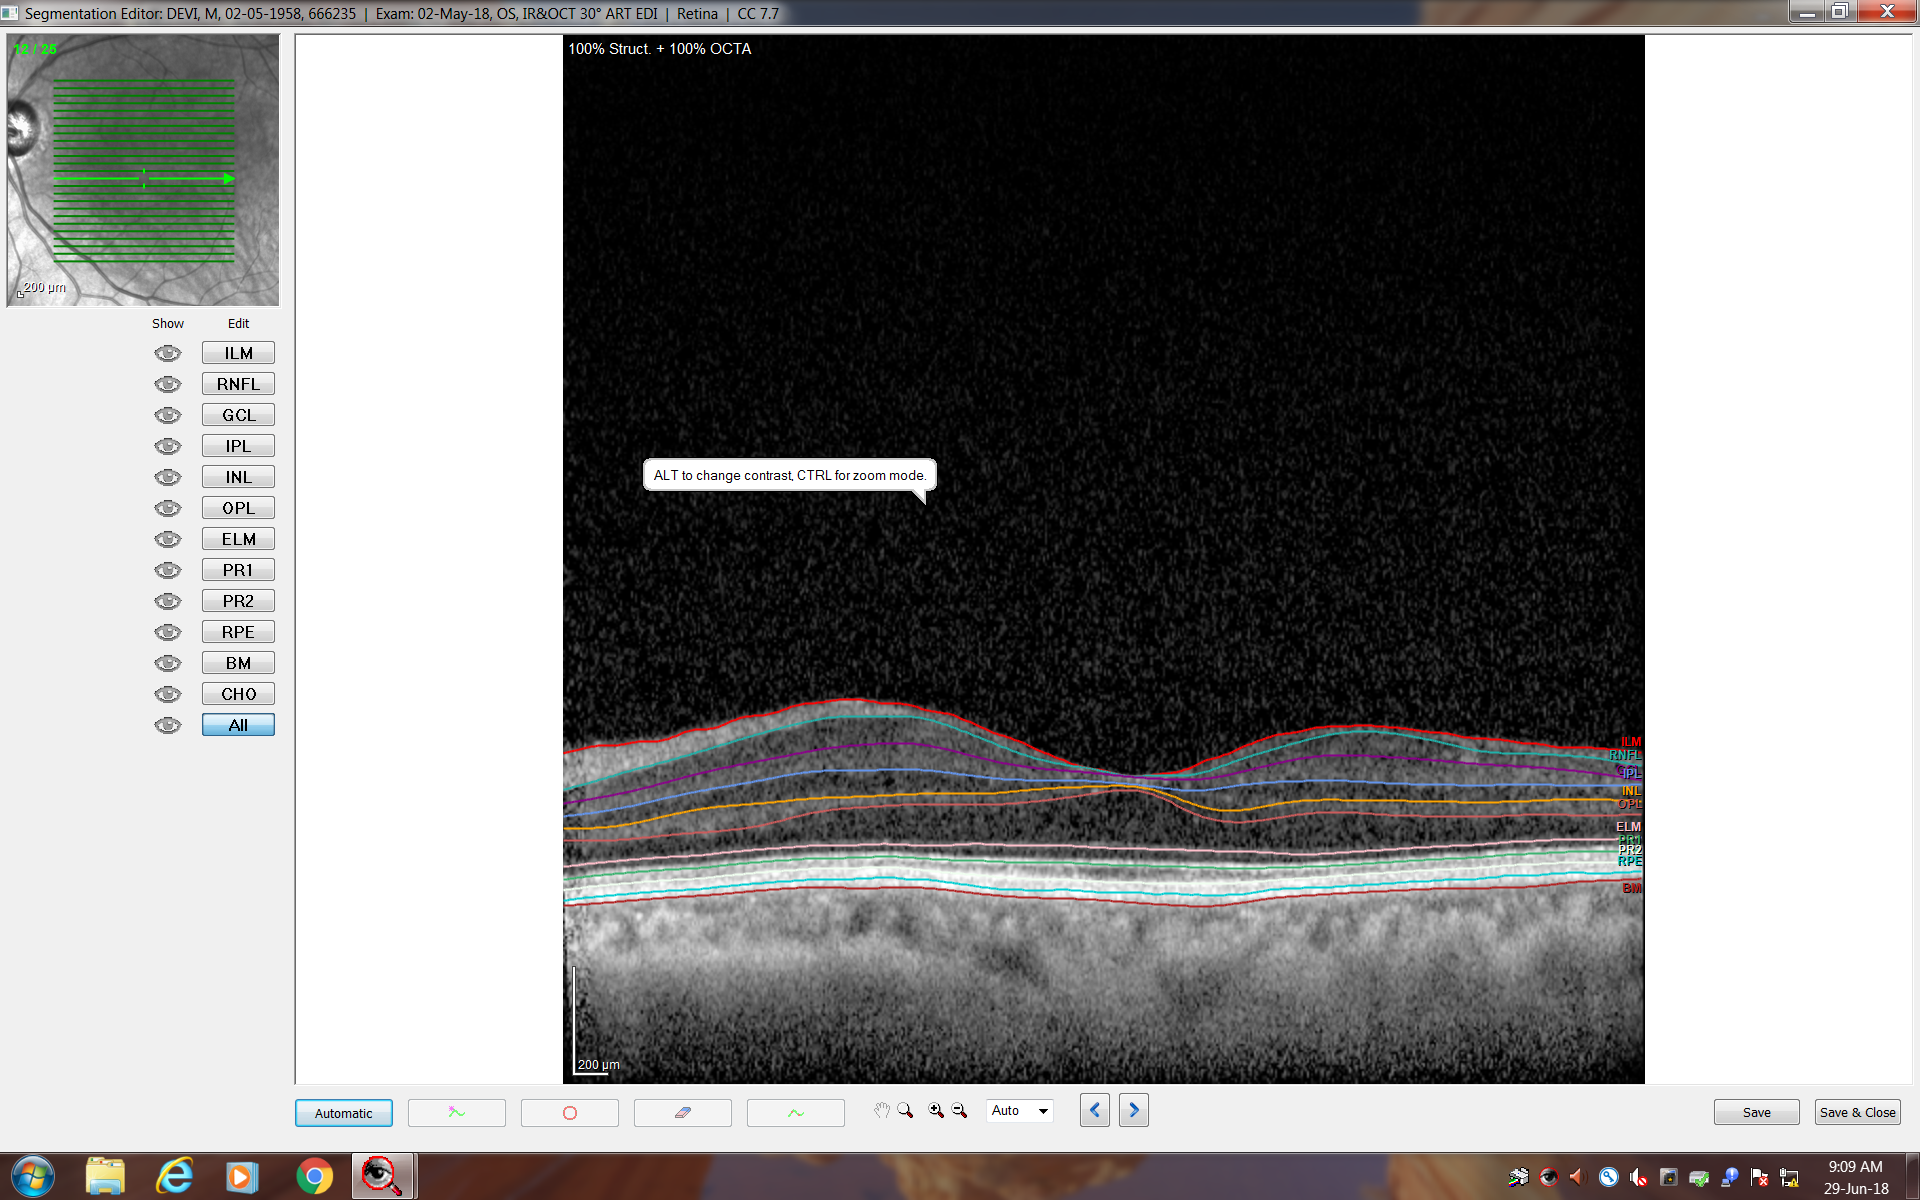 Segmentation Editor: DEVI, M, 02-05-1958, 666235 | Exam: 02-May-18, OS, IR&OCT 30° ART EDI | Retina | CC 7.7
12 / 25
200 µm
100% Struct. + 100% OCTA
Show Edit
ILM
RNFL
GCL
IPL
INL
OPL
ELM
PR1
PR2
RPE
BM
CHO
All
ALT to change contrast, CTRL for zoom mode.
ILM
RNFL
IPL
INL
OPL
ELM
PR1
PR2
RPE
BM
200 µm
Automatic
Auto
Save
Save & Close
9:09 AM
29-Jun-18